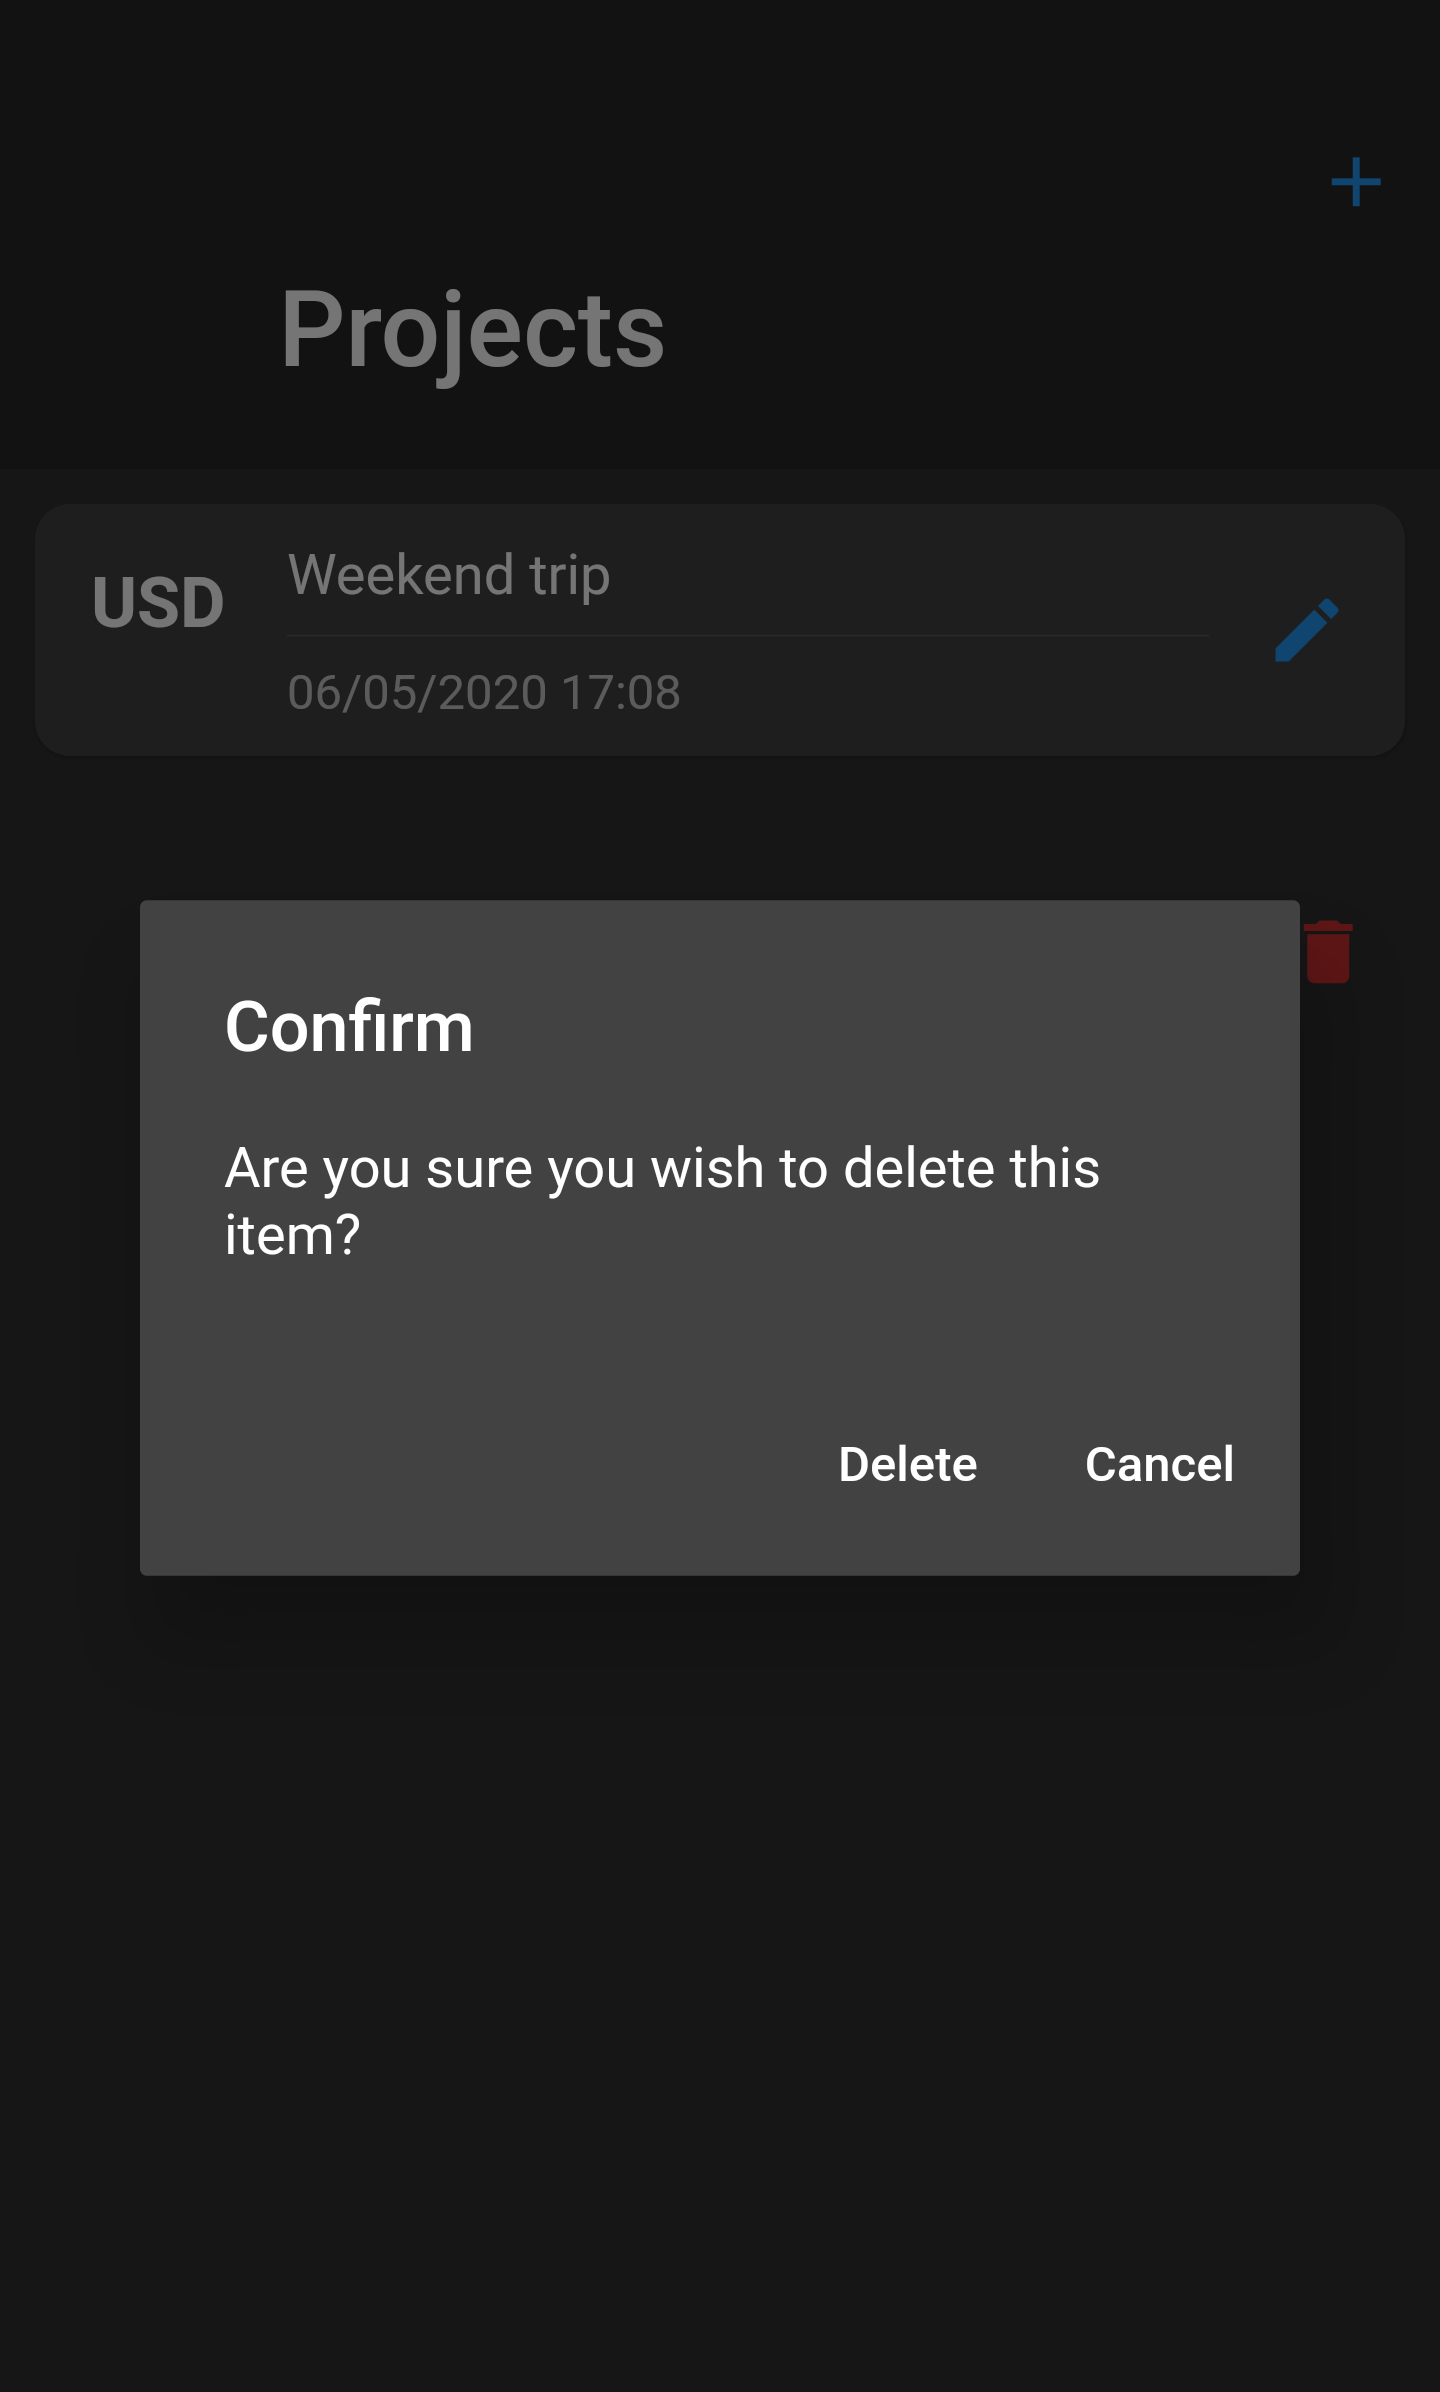 Projects
USD
Weekend trip
06/05/2020 17:08
Confirm
Are you sure you wish to delete this
item?
Delete Cancel